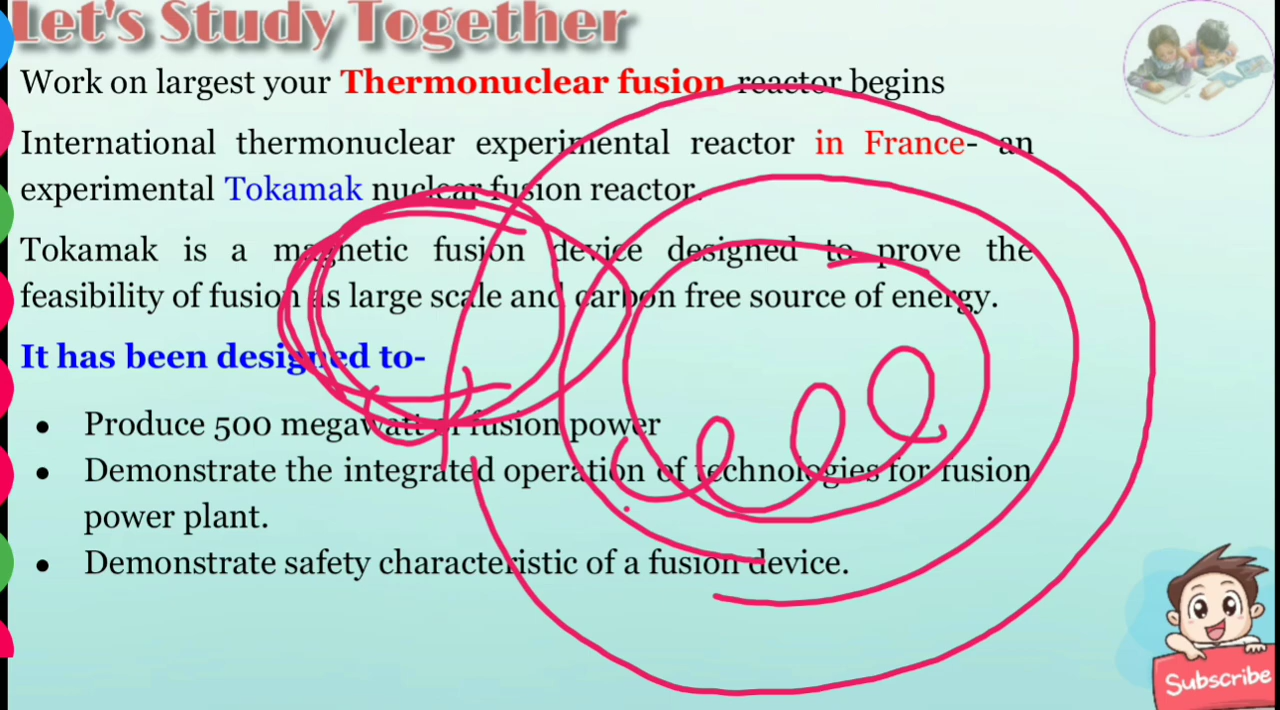 Let's Study Together
Work on largest your Thermonuclear fusion reactor begins
International thermonuclear experimental reactor in France- an
experimental Tokamak nuclear fusion reactor.
Tokamak is a magnetic fusion device designed to prove the
feasibility of fusion as large scale and carbon free source of energy.
It has been designed to-
• Produce 500 megawatt of fusion power
• Demonstrate the integrated operation of technologies for fusion
power plant.
• Demonstrate safety characteristic of a fusion device.
Subscribe